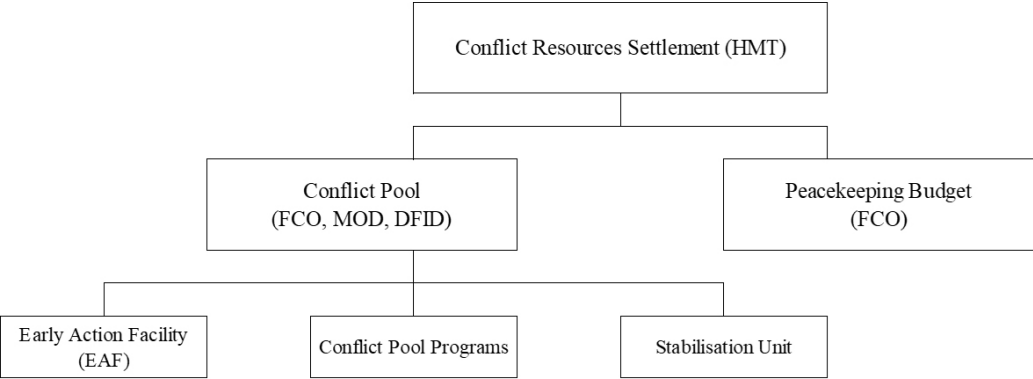 Conflict Resources Settlement (HMT)
Conflict Pool
(FCO, MOD, DFID)
Peacekeeping Budget
(FCO)
Early Action Facility
(EAF)
Conflict Pool Programs
Stabilisation Unit